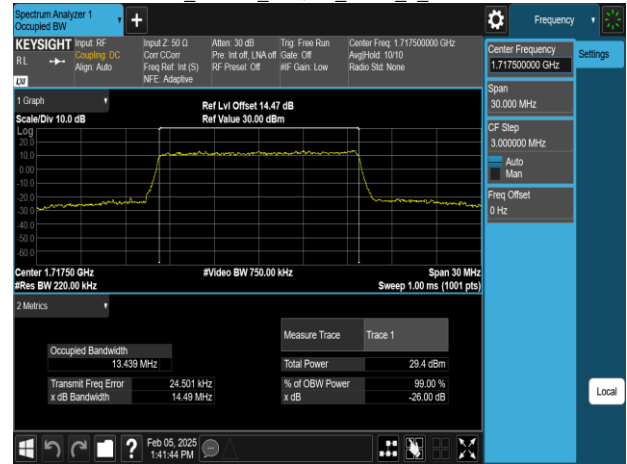 Spectrum Analyzer 1
Occupied BW
+
Frequency
KEYSIGHT
RL
LXI
Input: RF
Coupling: DC
Align: Auto
Input Z: 50 Ω
Corr CCorr
Freq Ref: Int (S)
NFE: Adaptive
Atten: 30 dB
Pre: Int off, LNA off
RF Presel: Off
Trig: Free Run
Gate: Off
#IF Gain: Low
Center Freq: 1.717500000 GHz
Avg|Hold: 10/10
Radio Std: None
Center Frequency
1.717500000 GHz
Settings
Span
30.000 MHz
CF Step
3.000000 MHz
Auto
Man
Freq Offset
0 Hz
1 Graph
Scale/Div 10.0 dB
Ref Lvl Offset 14.47 dB
Ref Value 30.00 dBm
Log
20.0
10.0
0.00
-10.0
-20.0
-30.0
-40.0
-50.0
-60.0
Center 1.71750 GHz
#Video BW 750.00 kHz
Span 30 MHz
#Res BW 220.00 kHz
Sweep 1.00 ms (1001 pts)
2 Metrics
Measure Trace
Trace 1
Occupied Bandwidth
13.439 MHz
Total Power
29.4 dBm
Transmit Freq Error
24.501 kHz
% of OBW Power
99.00 %
x dB Bandwidth
14.49 MHz
x dB
-26.00 dB
Local
?
Feb 05, 2025
1:41:44 PM